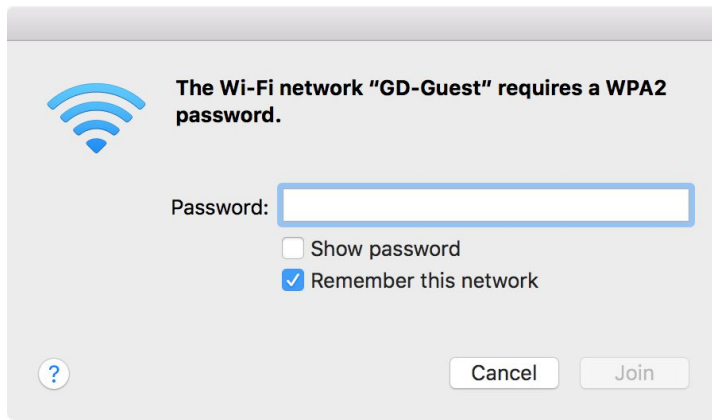 The Wi-Fi network “GD-Guest” requires a WPA2
password.
Password:
Show password
Remember this network
?
Cancel
Join